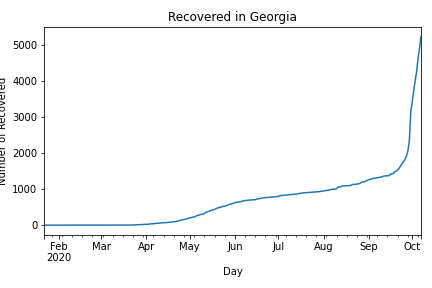 Recovered in Georgia
Number of Recovered
5000
4000
3000
2000
1000
0
Feb Mar Apr May Jun Jul Aug Sep Oct
2020
Day